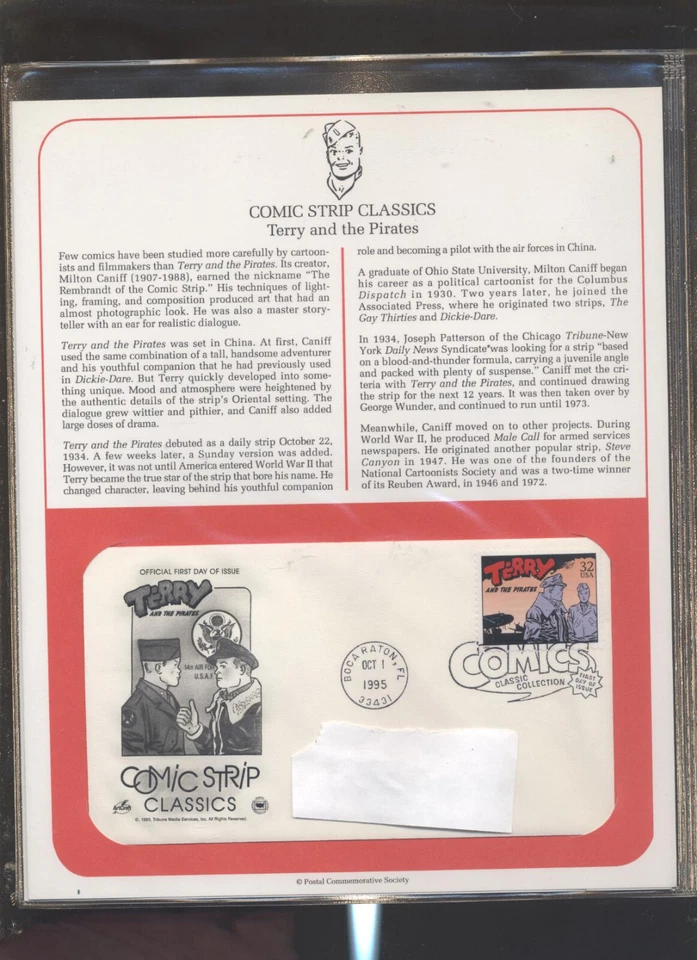 COMIC STRIP CLASSICS
Terry and the Pirates
Few comics have been studied more carefully by cartoon-
ists and filmmakers than Terry and the Pirates. Its creator,
Milton Caniff (1907-1988), earned the nickname “The
Rembrandt of the Comic Strip.” His techniques of light-
ing, framing, and composition produced art that had an
almost photographic look. He was also a master story-
teller with an ear for realistic dialogue.
Terry and the Pirates was set in China. At first, Caniff
used the same combination of a tall, handsome adventurer
and his youthful companion that he had previously used
in Dickie-Dare. But Terry quickly developed into some-
thing unique. Mood and atmosphere were heightened by
the authentic details of the strip's Oriental setting. The
dialogue grew wittier and pithier, and Caniff also added
large doses of drama.
Terry and the Pirates debuted as a daily strip October 22,
1934. A few weeks later, a Sunday version was added.
However, it was not until America entered World War II that
Terry became the true star of the strip that bore his name. He
changed character, leaving behind his youthful companion
role and becoming a pilot with the air forces in China.
A graduate of Ohio State University, Milton Caniff began
his career as a political cartoonist for the Columbus
Dispatch in 1930. Two years later, he joined the
Associated Press, where he originated two strips, The
Gay Thirties and Dickie-Dare.
In 1934, Joseph Patterson of the Chicago Tribune-New
York Daily News Syndicate was looking for a strip “based
on a blood-and-thunder formula, carrying a juvenile angle
and packed with plenty of suspense.” Caniff met the cri-
teria with Terry and the Pirates, and continued drawing
the strip for the next 12 years. It was then taken over by
George Wunder, and continued to run until 1973.
Meanwhile, Caniff moved on to other projects. During
World War II, he produced Male Call for armed services
newspapers. He originated another popular strip, Steve
Canyon in 1947. He was one of the founders of the
National Cartoonists Society and was a two-time winner
of its Reuben Award, in 1946 and 1972.
OFFICIAL FIRST DAY OF ISSUE
TERRY
AND THE PIRATES
14th AIR FO
U.S.A.F
COMIC STRIP
CLASSICS
© 1995, Tribune Media Services, Inc. All Rights Reserved.
BOCA RATON, FL
OCT 1
1995
33431
TERRY
AND THE PIRATES
32
USA
COMICS
CLASSIC
COLLECTION
FIRST
DAY OF
ISSUE
© Postal Commemorative Society